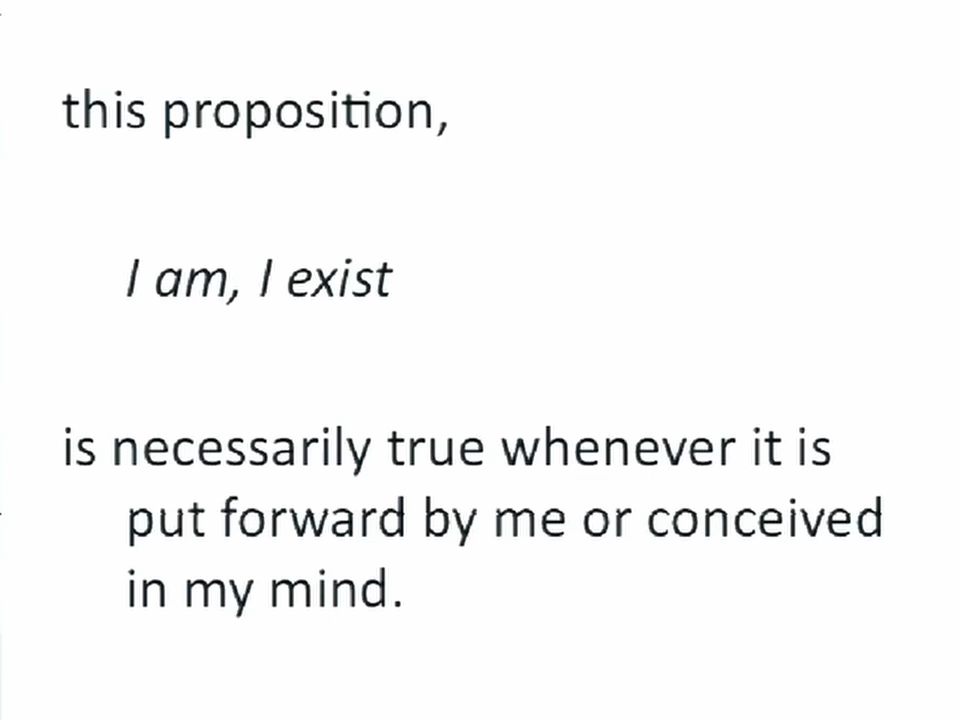 this proposition,
I am, I exist
is necessarily true whenever it is
put forward by me or conceived
in my mind.